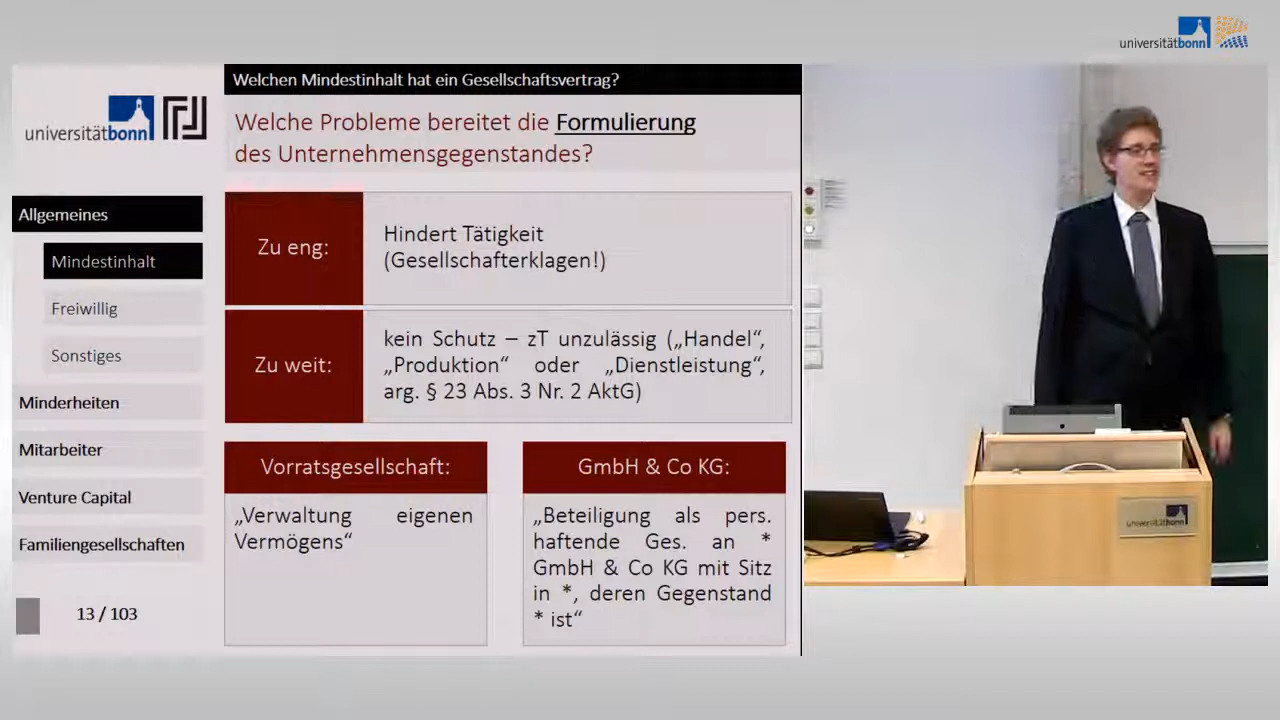 universitätbonn
Welchen Mindestinhalt hat ein Gesellschaftsvertrag?
universitätbonn
Welche Probleme bereitet die Formulierung
des Unternehmensgegenstandes?
Allgemeines
Mindestinhalt
Freiwillig
Sonstiges
Minderheiten
Mitarbeiter
Venture Capital
Familiengesellschaften
13 / 103
Zu eng:
Hindert Tätigkeit
(Gesellschafterklagen!)
Zu weit:
kein Schutz – zT unzulässig („Handel“,
„Produktion“ oder „Dienstleistung“,
arg. § 23 Abs. 3 Nr. 2 AktG)
Vorratsgesellschaft:
„Verwaltung eigenen
Vermögens“
GmbH & Co KG:
„Beteiligung als pers.
haftende Ges. an *
GmbH & Co KG mit Sitz
in *, deren Gegenstand
* ist“
universitätbonn